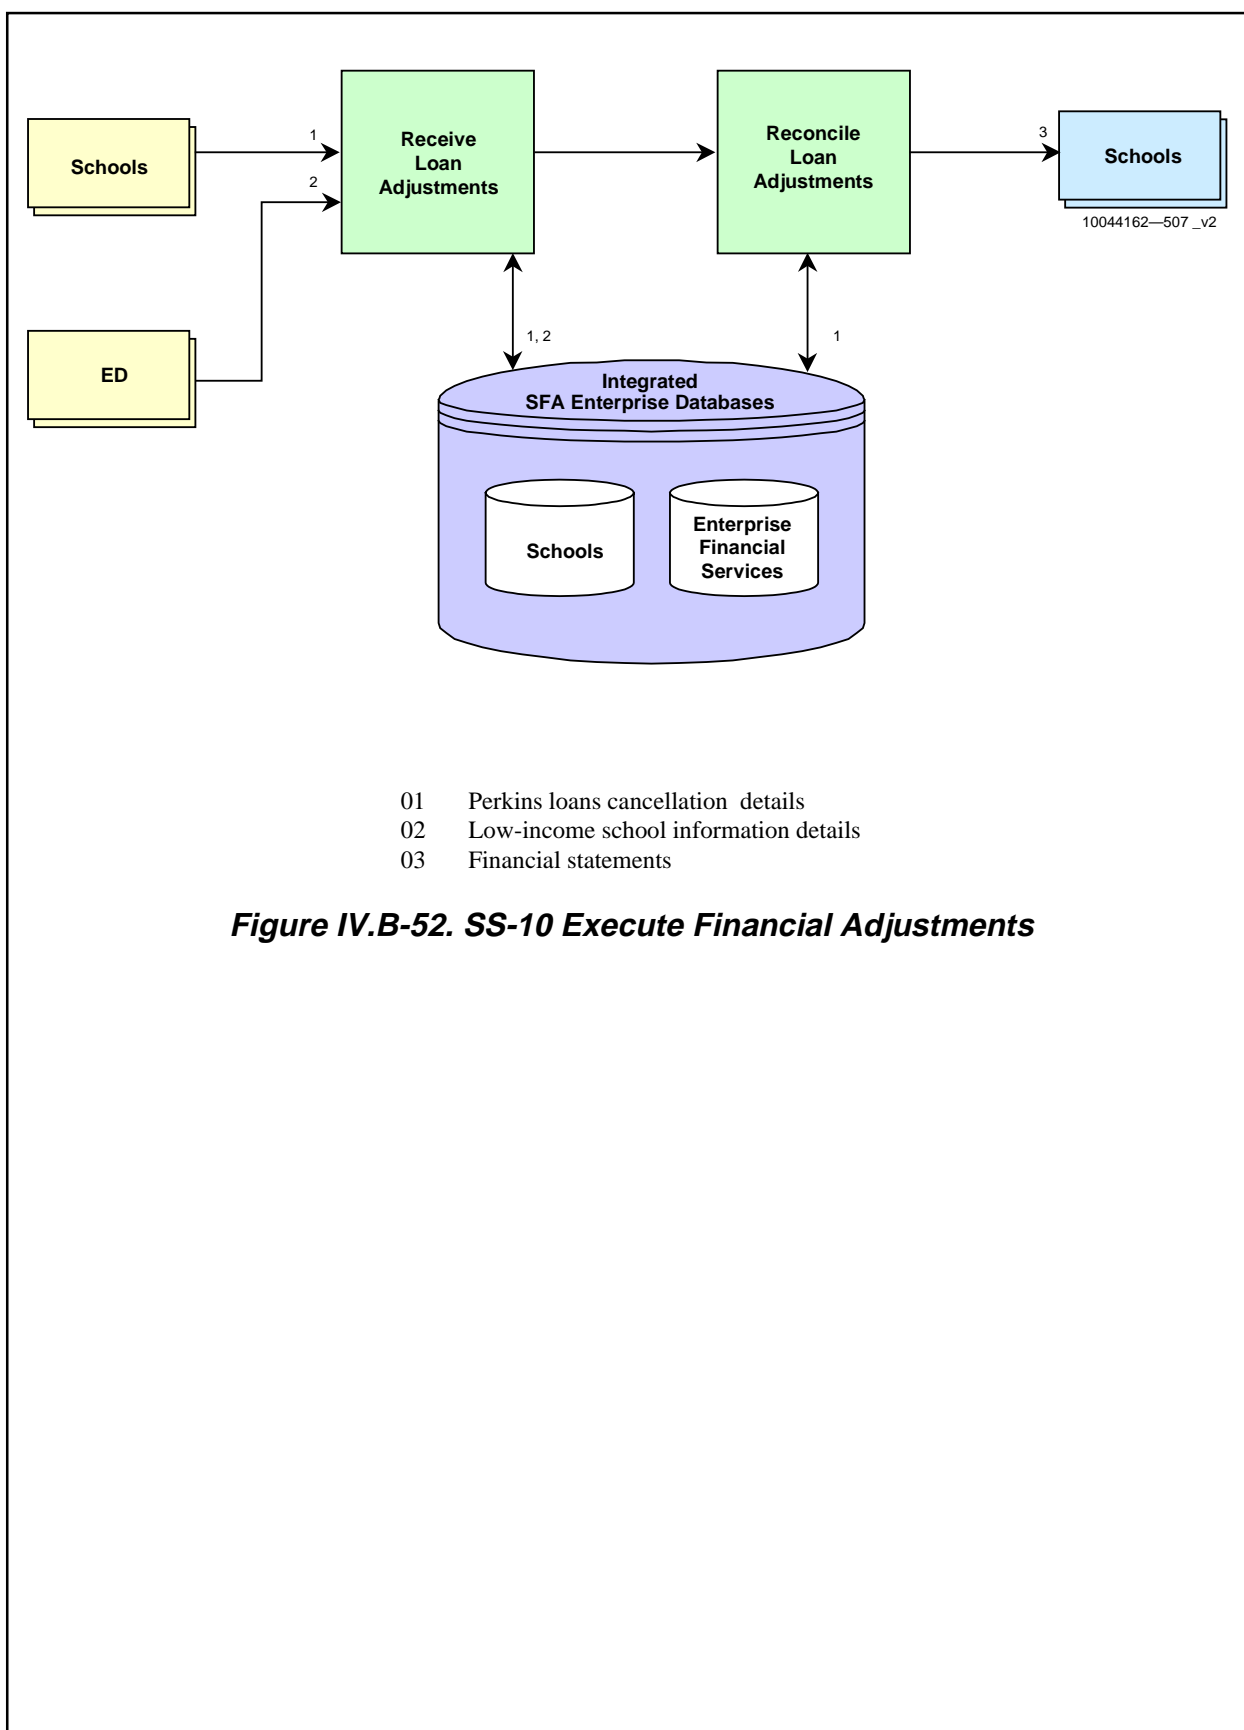 Schools
1
2
Receive
Loan
Adjustments
Reconcile
Loan
Adjustments
3
Schools
10044162—507 _v2
ED
1, 2
1
Integrated
SFA Enterprise Databases
Schools
Enterprise
Financial
Services
01 Perkins loans cancellation details
02 Low-income school information details
03 Financial statements
Figure IV.B-52. SS-10 Execute Financial Adjustments